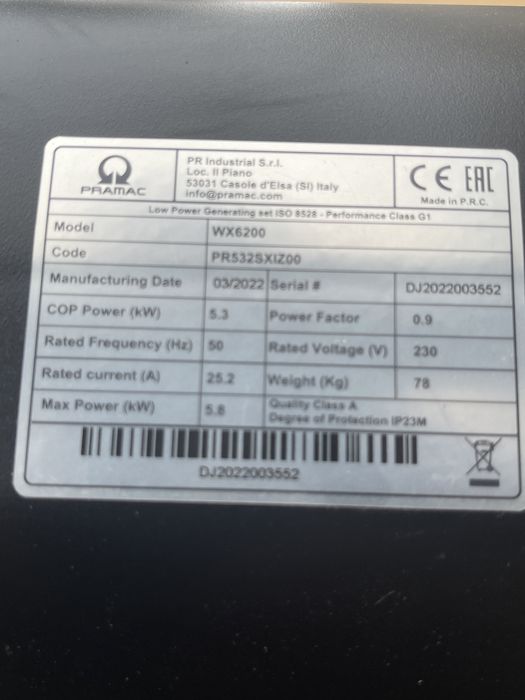 PRAMAC
PR Industrial S.r.l.
Loc. Il Piano
53031 Casole d'Elsa (SI) Italy
info@pramac.com
CE EAC
Made in P.R.C.
Low Power Generating set ISO 8528 - Performance Class G1
Model WX6200
Code PR532SXIZ00
Manufacturing Date 03/2022 Serial # DJ2022003552
COP Power (kW) 5.3 Power Factor 0.9
Rated Frequency (Hz) 50 Rated Voltage (V) 230
Rated current (A) 25.2 Weight (Kg) 78
Max Power (kW) 5.8 Quality Class A
Degree of Protection IP23M
DJ2022003552